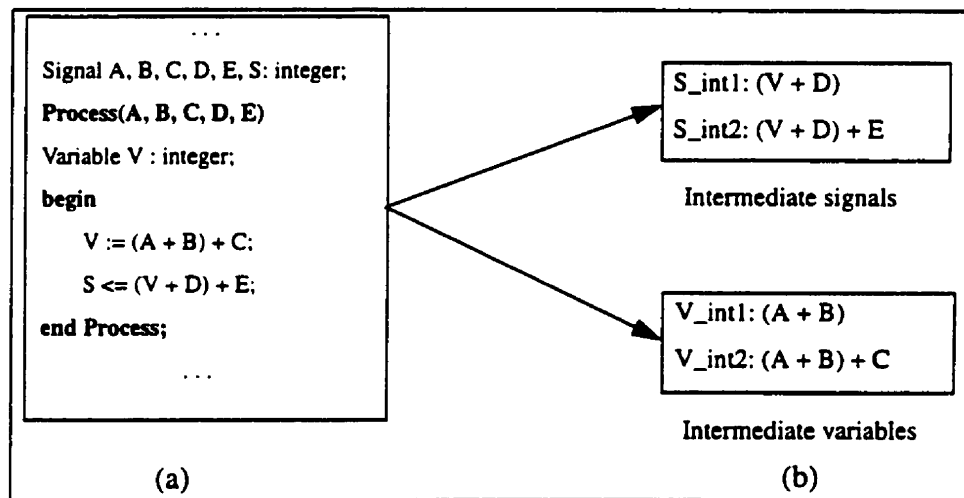 ...
Signal A, B, C, D, E, S: integer;
Process(A, B, C, D, E)
Variable V : integer;
begin
V := (A + B) + C;
S <= (V + D) + E;
end Process;
...
(a)
S_int1: (V + D)
S_int2: (V + D) + E
Intermediate signals
V_int1: (A + B)
V_int2: (A + B) + C
Intermediate variables
(b)